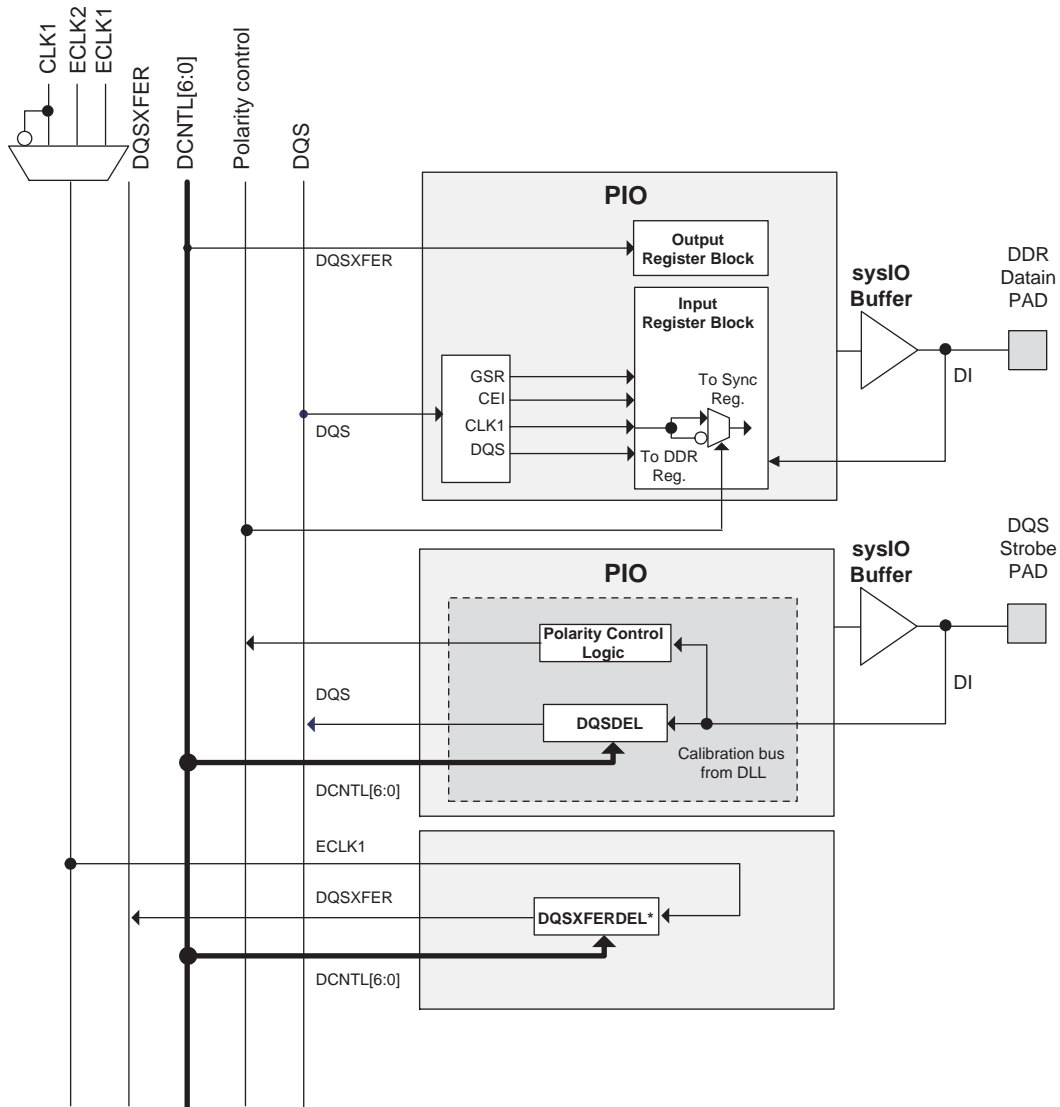 CLK1
ECLK2
ECLK1
DQSXFER
DCNTL[6:0]
Polarity control
DQS
PIO
Output
Register Block
DQSXFER
sysIO
Buffer
DDR
Datain
PAD
Input
Register Block
GSR
CEI
CLK1
DQS
To Sync
Reg.
To DDR
Reg.
DI
DQS
PIO
sysIO
Buffer
DQS
Strobe
PAD
Polarity Control
Logic
DQS
DQSDEL
DI
Calibration bus
from DLL
DCNTL[6:0]
ECLK1
DQSXFER
DQSXFERDEL*
DCNTL[6:0]